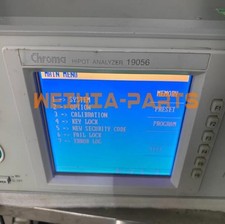 Chroma HIPOT ANALYZER 19056
MAIN MENU
MEMORY
1 => SYSTEM
2 => OPTION
PRESET
3 => CALIBRATION
4 => KEY LOCK
PROGRAM
5 => NEW SECURITY CODE
6 => FAIL LOCK
7 => ERROR LOG
WEIHIA-PARTS